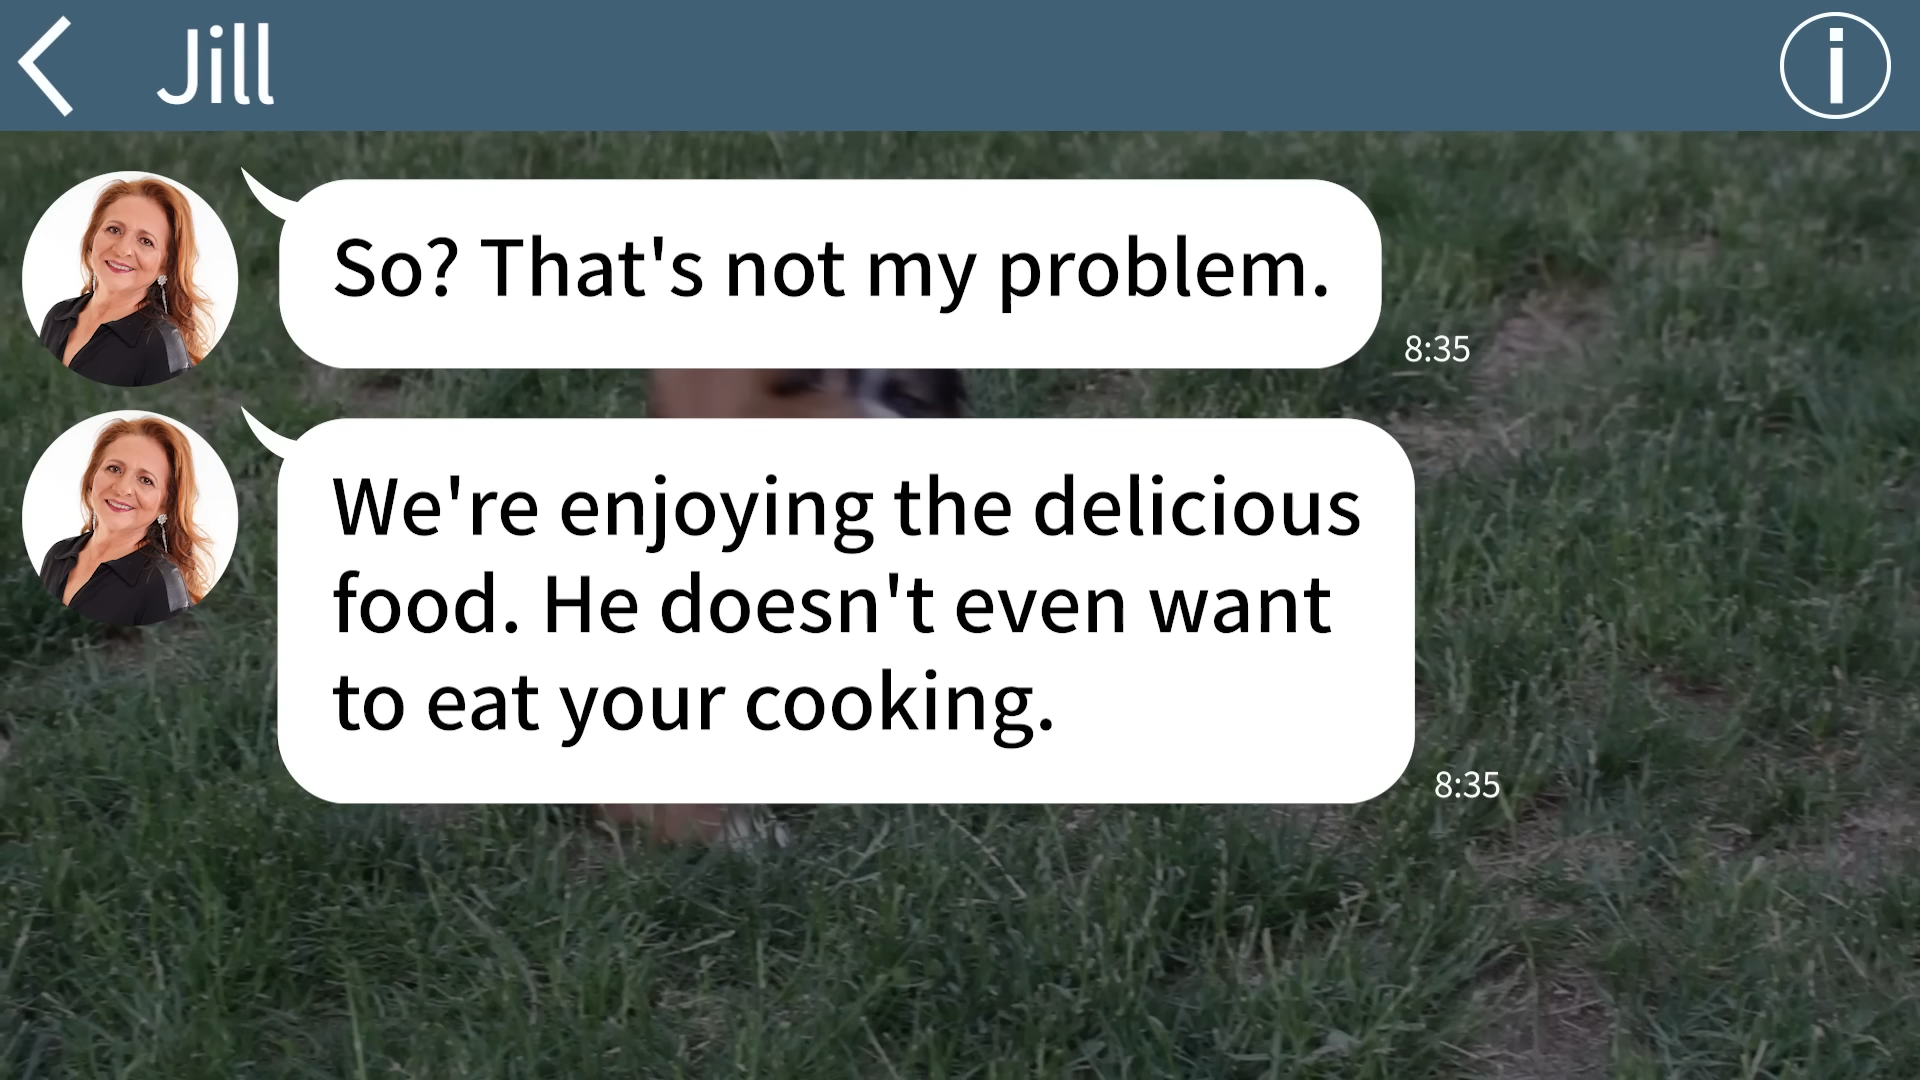 Jill
i
So? That's not my problem.
8:35
We're enjoying the delicious
food. He doesn't even want
to eat your cooking.
8:35